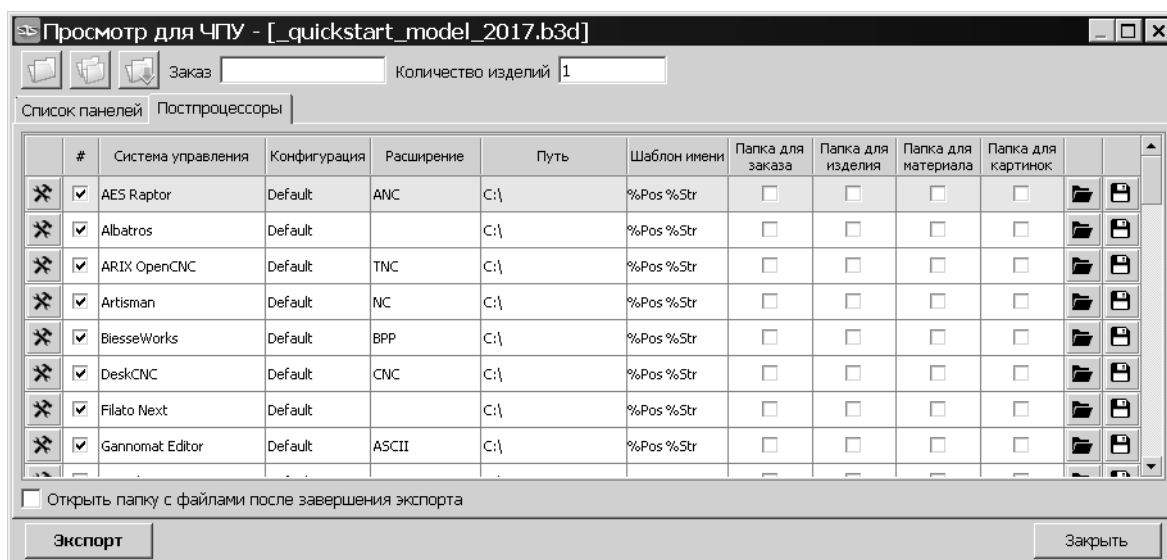 Просмотр для ЧПУ - [_quickstart_model_2017.b3d]
Заказ Количество изделий 1
Список панелей Постпроцессоры
# Система управления Конфигурация Расширение Путь Шаблон имени Папка для заказа Папка для изделия Папка для материала Папка для картинок
AES Raptor Default ANC C:\ %Pos %Str
Albatros Default C:\ %Pos %Str
ARIX OpenCNC Default TNC C:\ %Pos %Str
Artisman Default NC C:\ %Pos %Str
BiesseWorks Default BPP C:\ %Pos %Str
DeskCNC Default CNC C:\ %Pos %Str
Filato Next Default C:\ %Pos %Str
Gannomat Editor Default ASCII C:\ %Pos %Str
Открыть папку с файлами после завершения экспорта
Экспорт Закрыть